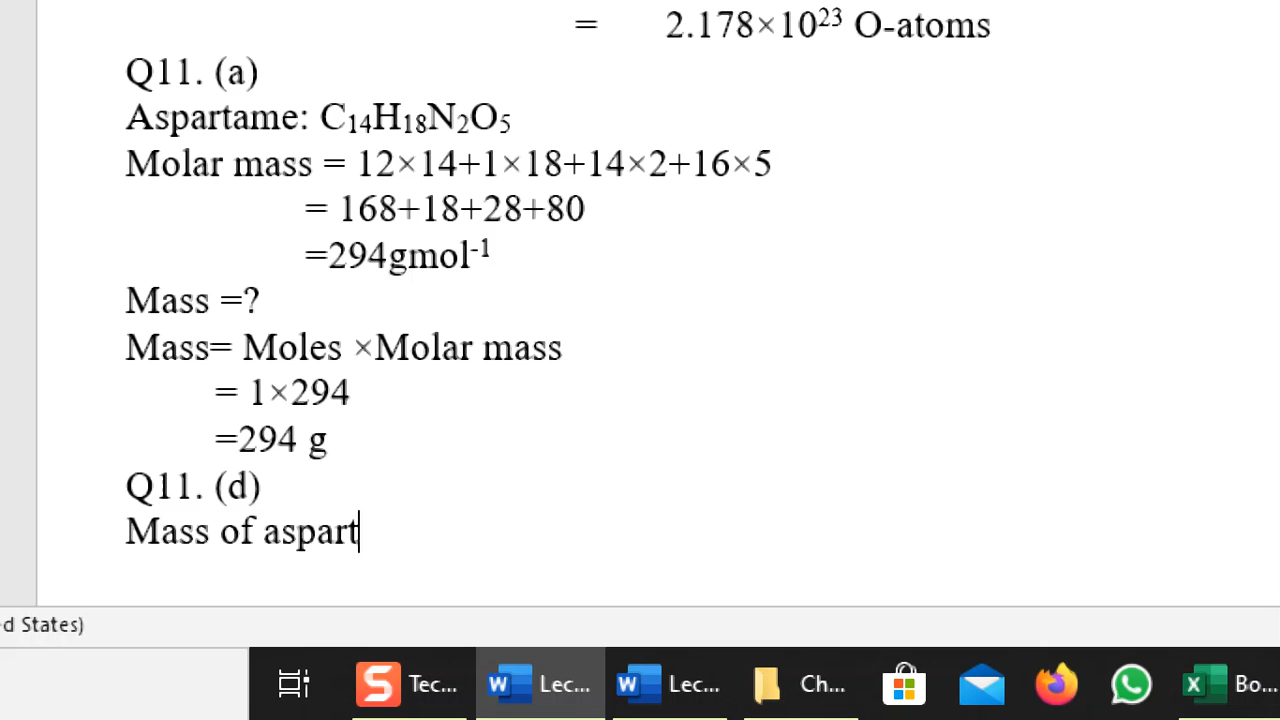 = 2.178×10²³ O-atoms
Q11. (a)
Aspartame: C₁₄H₁₈N₂O₅
Molar mass = 12×14+1×18+14×2+16×5
= 168+18+28+80
=294gmol⁻¹
Mass =?
Mass= Moles ×Molar mass
= 1×294
=294 g
Q11. (d)
Mass of aspart
d States)
Tec... Lec... Lec... Ch... Bo...